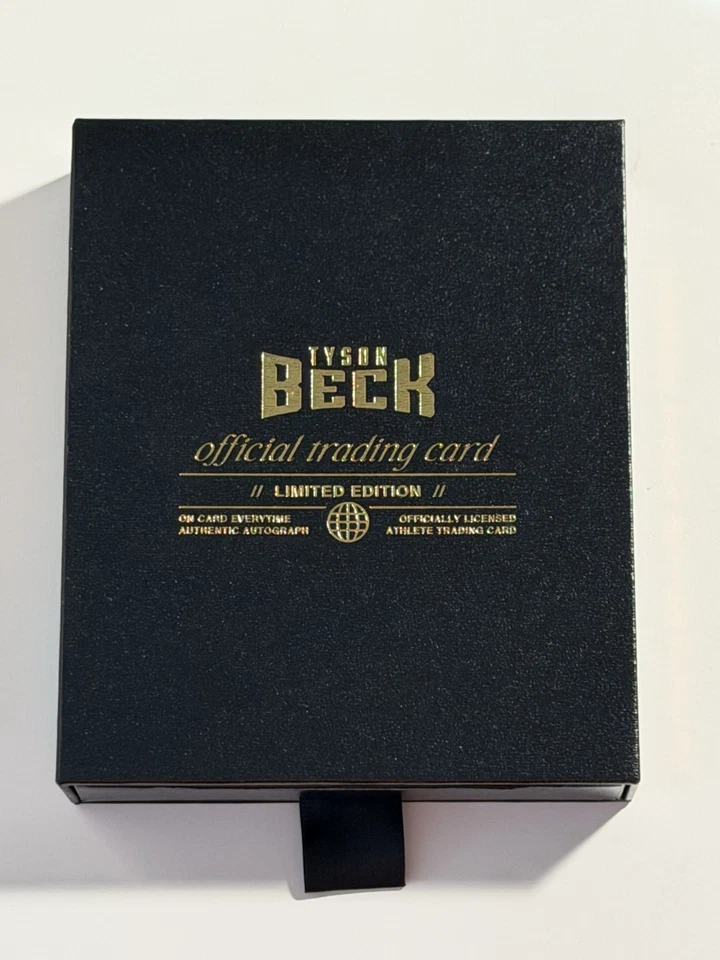 TYSON
BECK
official trading card
// LIMITED EDITION //
ON CARD EVERYTIME
AUTHENTIC AUTOGRAPH
OFFICIALLY LICENSED
ATHLETE TRADING CARD